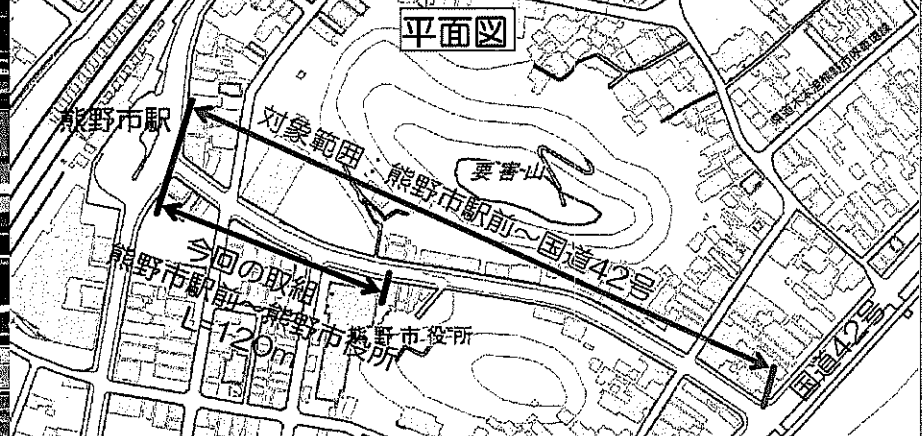 平面図
熊野市駅
対象範囲：熊野市駅前～国道42号
要害山
今回の取組
熊野市駅前～熊野市役所
L=120m
熊野市役所
国道42号